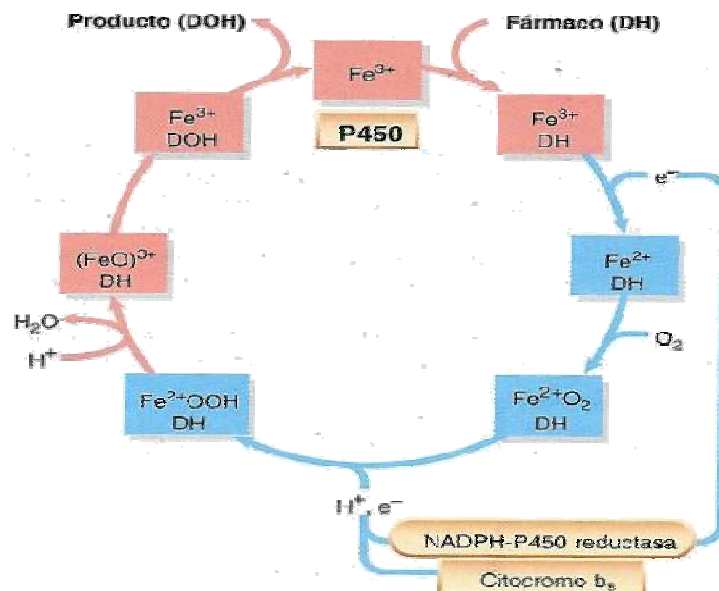 Producto (DOH)
Fármaco (DH)
Fe³⁺
P450
Fe³⁺
DH
e⁻
Fe²⁺
DH
O₂
Fe²⁺O₂
DH
H⁺, e⁻
NADPH-P450 reductasa
Citocromo b₅
Fe²⁺OOH
DH
H₂O
H⁺
(FeO)³⁺
DH
Fe³⁺
DOH